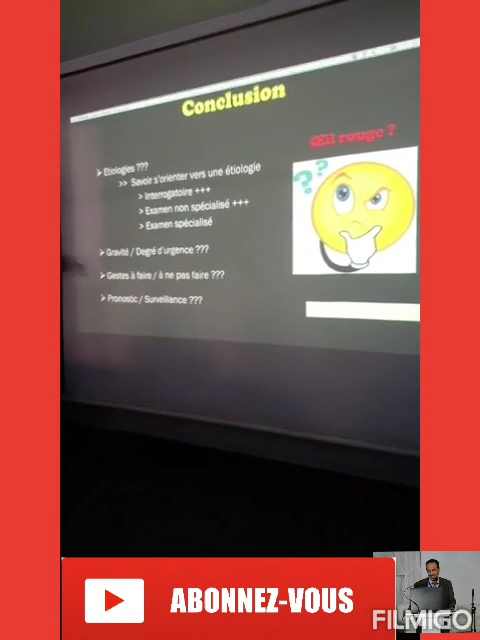 Conclusion
Œil rouge ?
➤ Etiologies ???
>> Savoir s'orienter vers une étiologie
> Interrogatoire +++
> Examen non spécialisé +++
> Examen spécialisé
➤ Gravité / Degré d'urgence ???
➤ Gestes à faire / à ne pas faire ???
➤ Pronostic / Surveillance ???
? ? ?
ABONNEZ-VOUS
FILMIGO